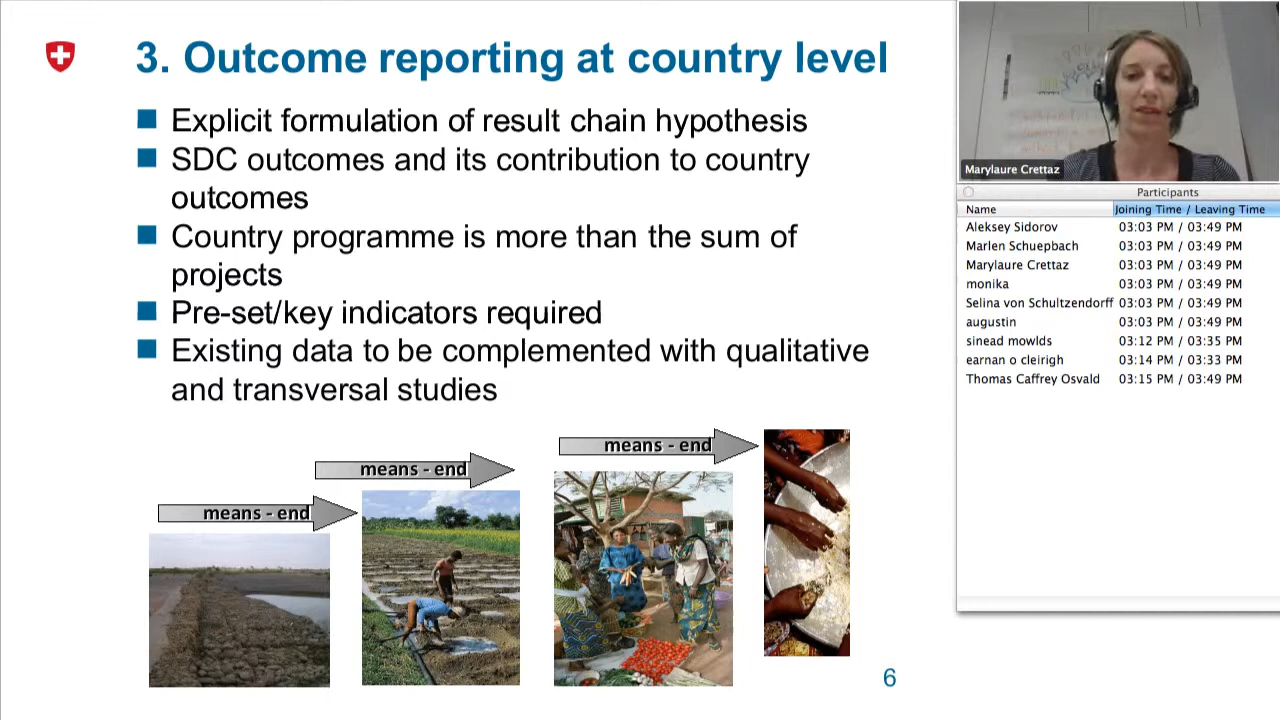 3. Outcome reporting at country level
Explicit formulation of result chain hypothesis
SDC outcomes and its contribution to country
outcomes
Country programme is more than the sum of
projects
Pre-set/key indicators required
Existing data to be complemented with qualitative
and transversal studies
means - end
means - end
means - end
6
Marylaure Crettaz
Participants
Name Joining Time / Leaving Time
Aleksey Sidorov 03:03 PM / 03:49 PM
Marlen Schuepbach 03:03 PM / 03:49 PM
Marylaure Crettaz 03:03 PM / 03:49 PM
monika 03:03 PM / 03:49 PM
Selina von Schultzendorff 03:03 PM / 03:49 PM
augustin 03:03 PM / 03:49 PM
sinead mowlds 03:12 PM / 03:35 PM
earnan o cleirigh 03:14 PM / 03:33 PM
Thomas Caffrey Osvald 03:15 PM / 03:49 PM